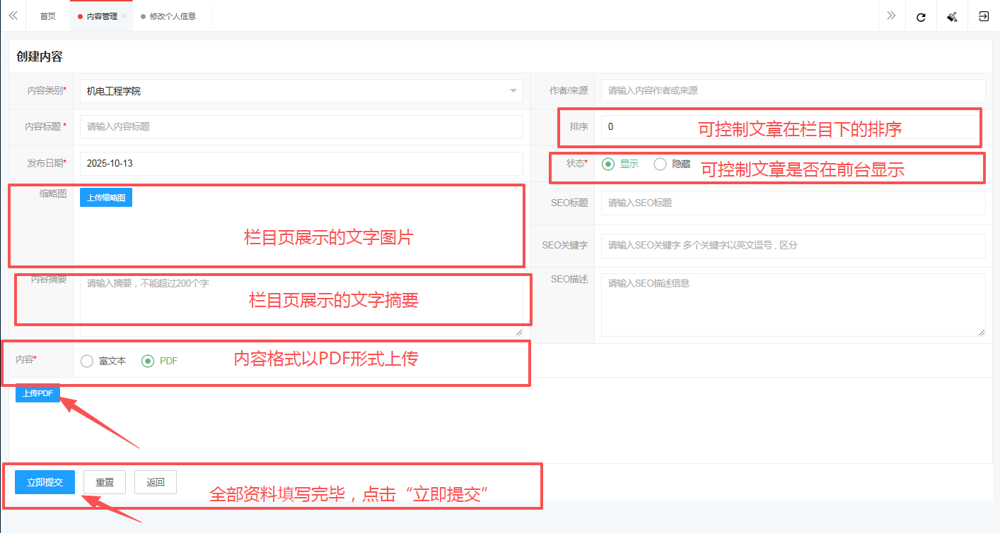 首页
内容管理
修改个人信息
创建内容
内容类别*
机电工程学院
作者/来源
请输入内容作者或来源
内容标题 *
请输入内容标题
排序
0
可控制文章在栏目下的排序
发布日期*
2025-10-13
状态*
显示
隐藏
可控制文章是否在前台显示
缩略图
上传缩略图
栏目页展示的文字图片
SEO标题
请输入SEO标题
SEO关键字
请输入SEO关键字 多个关键字以英文逗号 , 区分
内容摘要
请输入摘要，不能超过200个字
栏目页展示的文字摘要
SEO描述
请输入SEO描述信息
内容*
富文本
PDF
内容格式以PDF形式上传
上传PDF
立即提交
重置
返回
全部资料填写完毕，点击“立即提交”